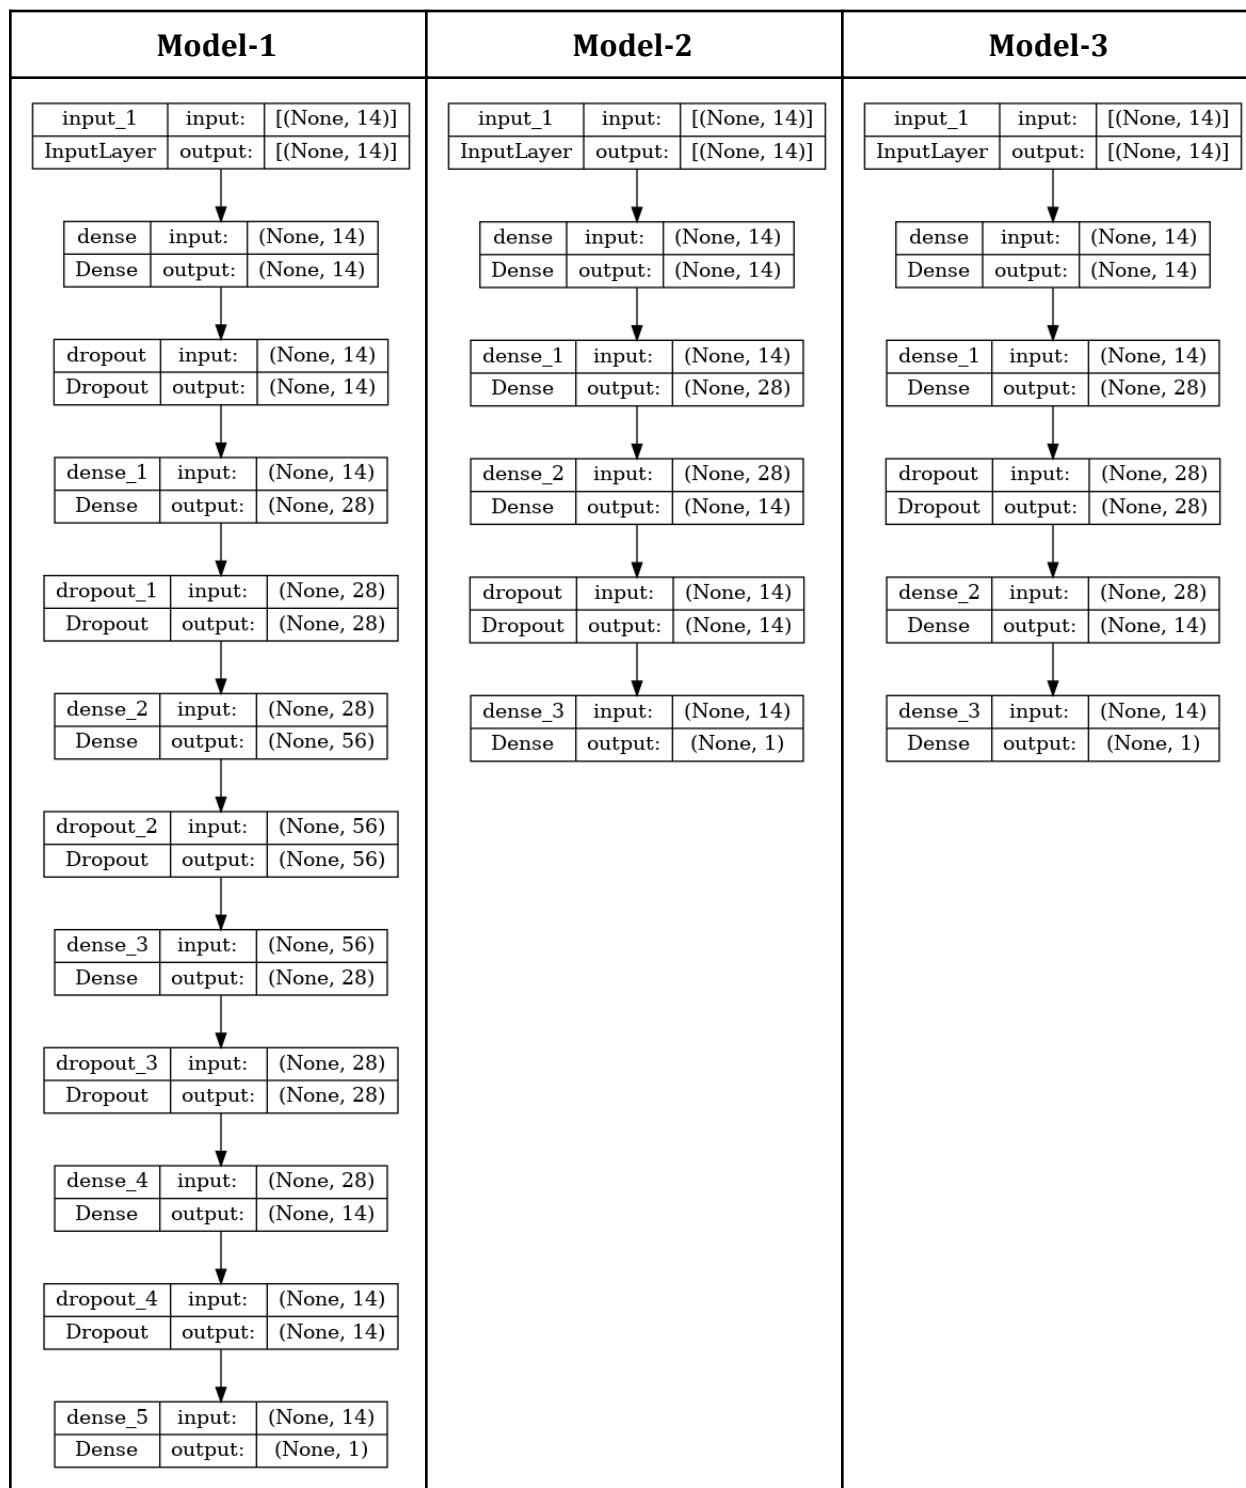 Model-1
input_1 input: [(None, 14)]
InputLayer output: [(None, 14)]
dense input: (None, 14)
Dense output: (None, 14)
dropout input: (None, 14)
Dropout output: (None, 14)
dense_1 input: (None, 14)
Dense output: (None, 28)
dropout_1 input: (None, 28)
Dropout output: (None, 28)
dense_2 input: (None, 28)
Dense output: (None, 56)
dropout_2 input: (None, 56)
Dropout output: (None, 56)
dense_3 input: (None, 56)
Dense output: (None, 28)
dropout_3 input: (None, 28)
Dropout output: (None, 28)
dense_4 input: (None, 28)
Dense output: (None, 14)
dropout_4 input: (None, 14)
Dropout output: (None, 14)
dense_5 input: (None, 14)
Dense output: (None, 1)
Model-2
input_1 input: [(None, 14)]
InputLayer output: [(None, 14)]
dense input: (None, 14)
Dense output: (None, 14)
dense_1 input: (None, 14)
Dense output: (None, 28)
dense_2 input: (None, 28)
Dense output: (None, 14)
dropout input: (None, 14)
Dropout output: (None, 14)
dense_3 input: (None, 14)
Dense output: (None, 1)
Model-3
input_1 input: [(None, 14)]
InputLayer output: [(None, 14)]
dense input: (None, 14)
Dense output: (None, 14)
dense_1 input: (None, 14)
Dense output: (None, 28)
dropout input: (None, 28)
Dropout output: (None, 28)
dense_2 input: (None, 28)
Dense output: (None, 14)
dense_3 input: (None, 14)
Dense output: (None, 1)